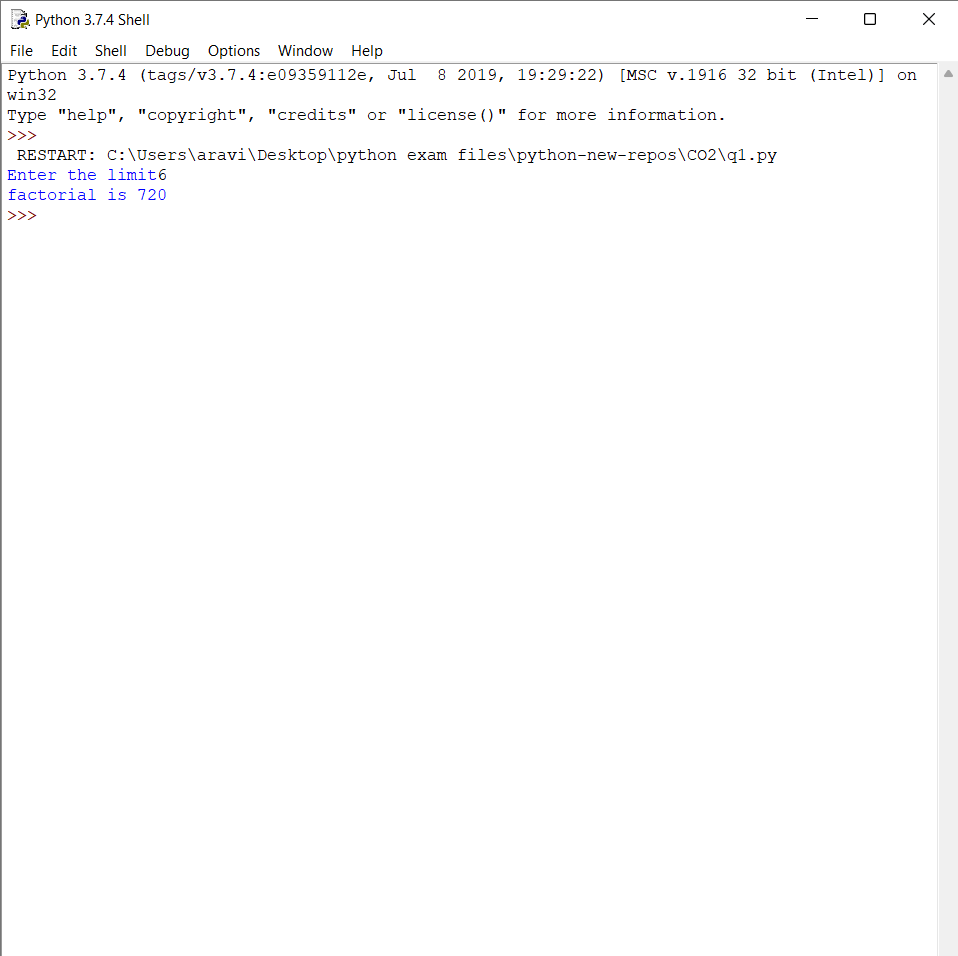 Python 3.7.4 Shell
File Edit Shell Debug Options Window Help
Python 3.7.4 (tags/v3.7.4:e09359112e, Jul  8 2019, 19:29:22) [MSC v.1916 32 bit (Intel)] on
win32
Type "help", "copyright", "credits" or "license()" for more information.
>>>
 RESTART: C:\Users\aravi\Desktop\python exam files\python-new-repos\CO2\q1.py
Enter the limit6
factorial is 720
>>>